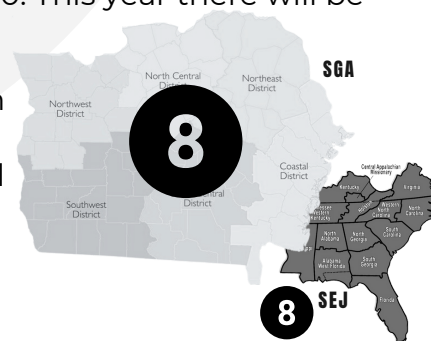 o. This year there will be
North Central
District
Northeast
District
SGA
Northwest
District
8
Coastal
District
Southwest
District
District
Central Appalachian
Missionary
Kentucky
Virginia
Western
North
Carolina
North
Carolina
South
Carolina
North
Alabama
North
Georgia
Alabama
West Florida
South
Georgia
Florida
8
SEJ